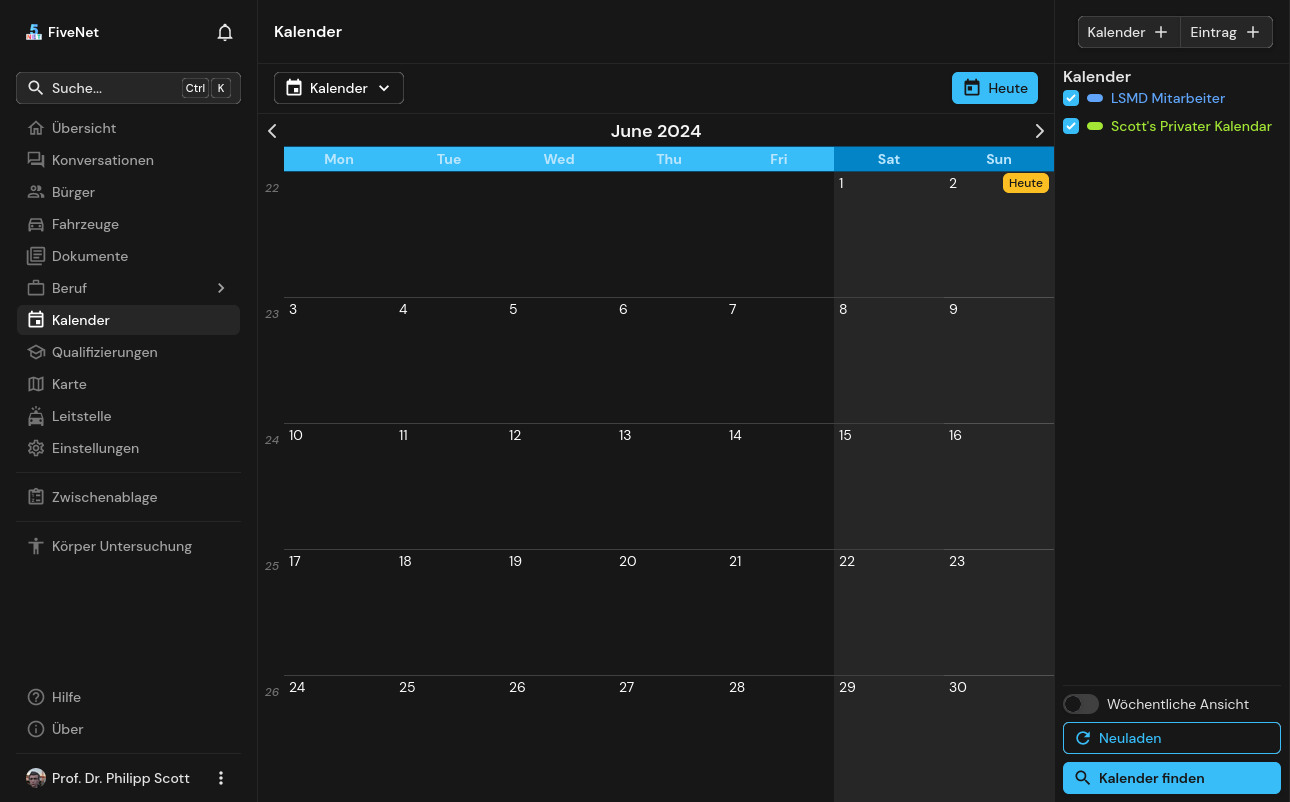 FiveNet
Suche...
Ctrl K
Übersicht
Konversationen
Bürger
Fahrzeuge
Dokumente
Beruf
Kalender
Qualifizierungen
Karte
Leitstelle
Einstellungen
Zwischenablage
Körper Untersuchung
Hilfe
Über
Prof. Dr. Philipp Scott
Kalender
Kalender
Heute
June 2024
Mon Tue Wed Thu Fri Sat Sun
22 1 2 Heute
23 3 4 5 6 7 8 9
24 10 11 12 13 14 15 16
25 17 18 19 20 21 22 23
26 24 25 26 27 28 29 30
Kalender Eintrag
Kalender
LSMD Mitarbeiter
Scott's Privater Kalendar
Wöchentliche Ansicht
Neuladen
Kalender finden